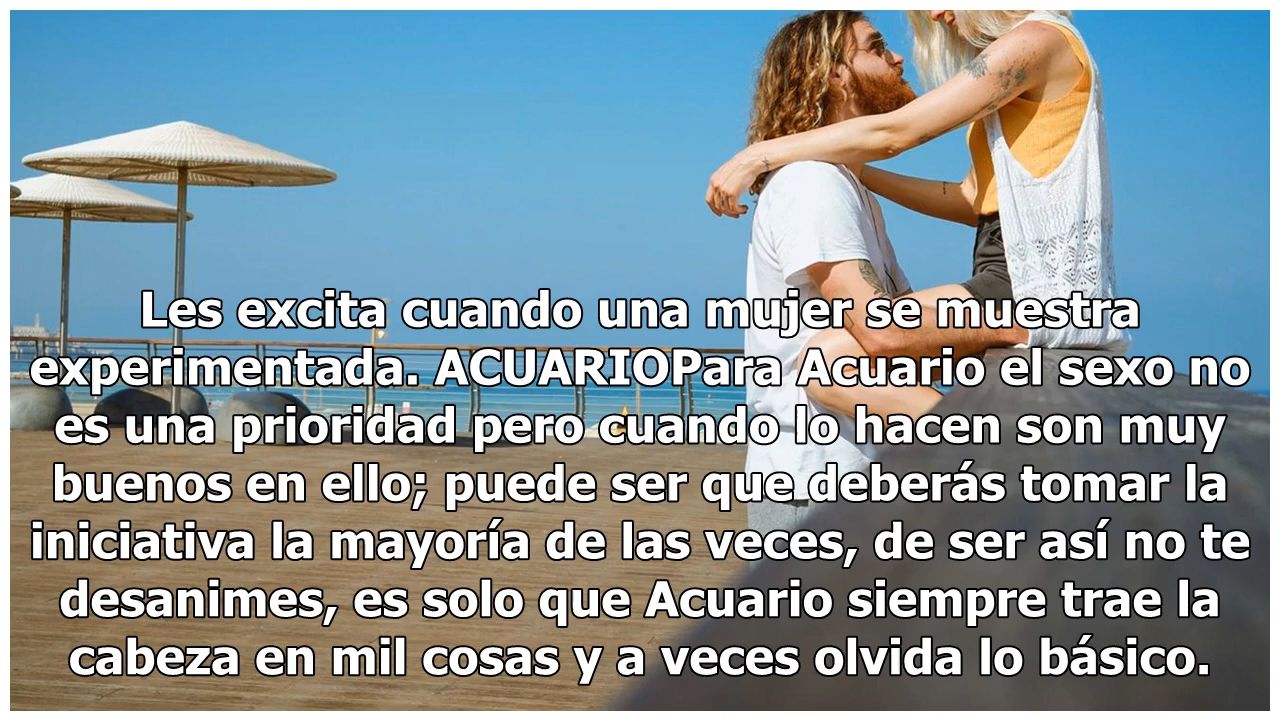 Les excita cuando una mujer se muestra
experimentada. ACUARIOPara Acuario el sexo no
es una prioridad pero cuando lo hacen son muy
buenos en ello; puede ser que deberás tomar la
iniciativa la mayoría de las veces, de ser así no te
desanimes, es solo que Acuario siempre trae la
cabeza en mil cosas y a veces olvida lo básico.